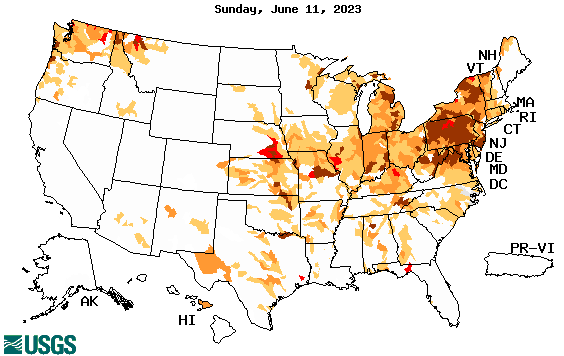 Sunday, June 11, 2023
NH
VT
MA
RI
CT
NJ
DE
MD
DC
PR-VI
AK
HI
USGS